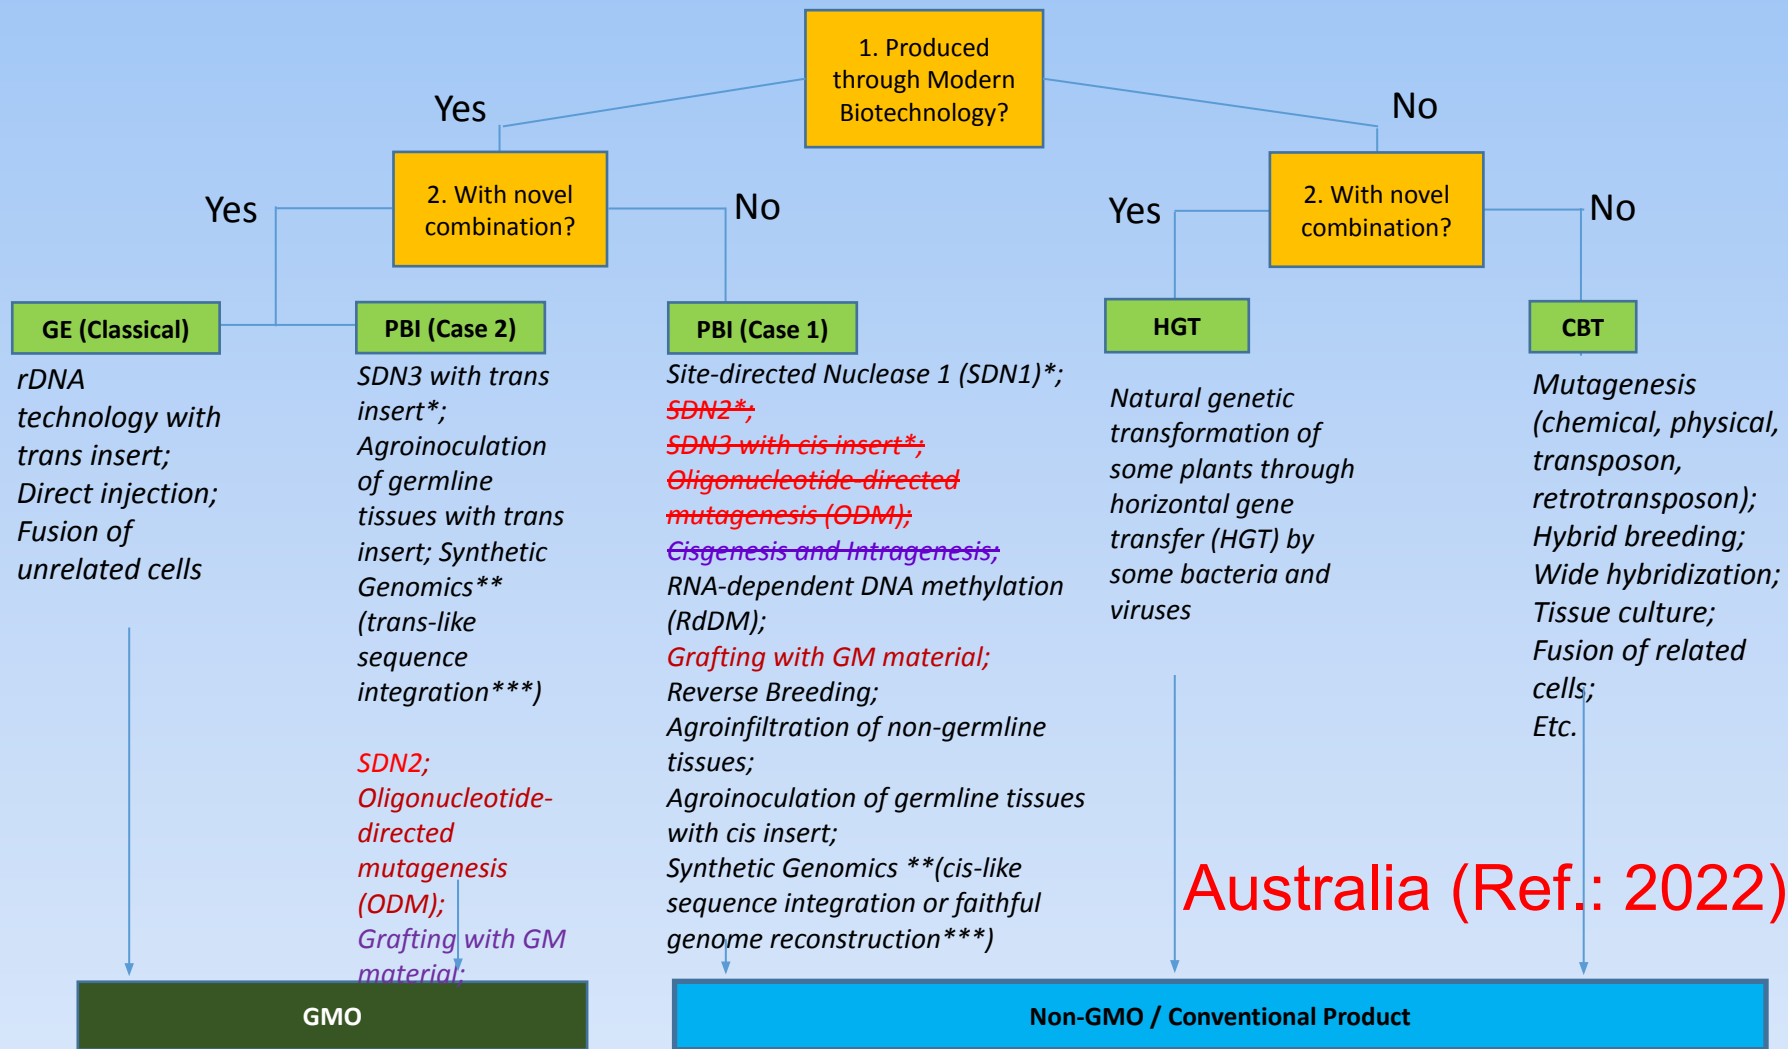 1. Produced
through Modern
Biotechnology?
Yes
No
2. With novel
combination?
2. With novel
combination?
Yes
No
Yes
No
GE (Classical)
rDNA
technology with
trans insert;
Direct injection;
Fusion of
unrelated cells
PBI (Case 2)
SDN3 with trans
insert*;
Agroinoculation
of germline
tissues with trans
insert; Synthetic
Genomics**
(trans-like
sequence
integration***)
SDN2;
Oligonucleotide-
directed
mutagenesis
(ODM);
Grafting with GM
material;
PBI (Case 1)
Site-directed Nuclease 1 (SDN1)*;
SDN2*;
SDN3 with cis insert*;
Oligonucleotide-directed
mutagenesis (ODM);
Cisgenesis and Intragenesis;
RNA-dependent DNA methylation
(RdDM);
Grafting with GM material;
Reverse Breeding;
Agroinfiltration of non-germline
tissues;
Agroinoculation of germline tissues
with cis insert;
Synthetic Genomics **(cis-like
sequence integration or faithful
genome reconstruction***)
HGT
Natural genetic
transformation of
some plants through
horizontal gene
transfer (HGT) by
some bacteria and
viruses
CBT
Mutagenesis
(chemical, physical,
transposon,
retrotransposon);
Hybrid breeding;
Wide hybridization;
Tissue culture;
Fusion of related
cells;
Etc.
Australia (Ref.: 2022)
GMO
Non-GMO / Conventional Product